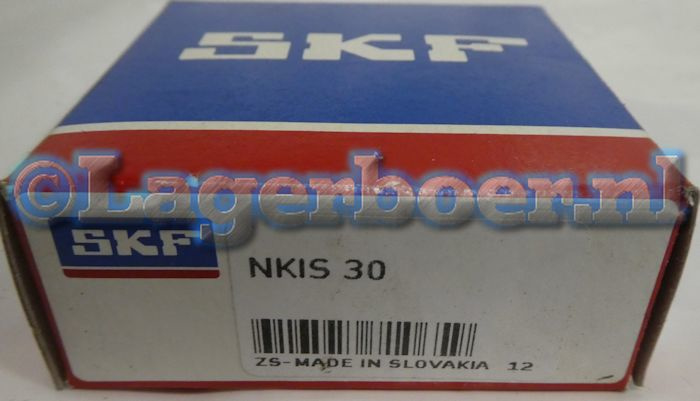 SKF
©Lagerboer.nl
SKF
NKIS 30
ZS-MADE IN SLOVAKIA 12